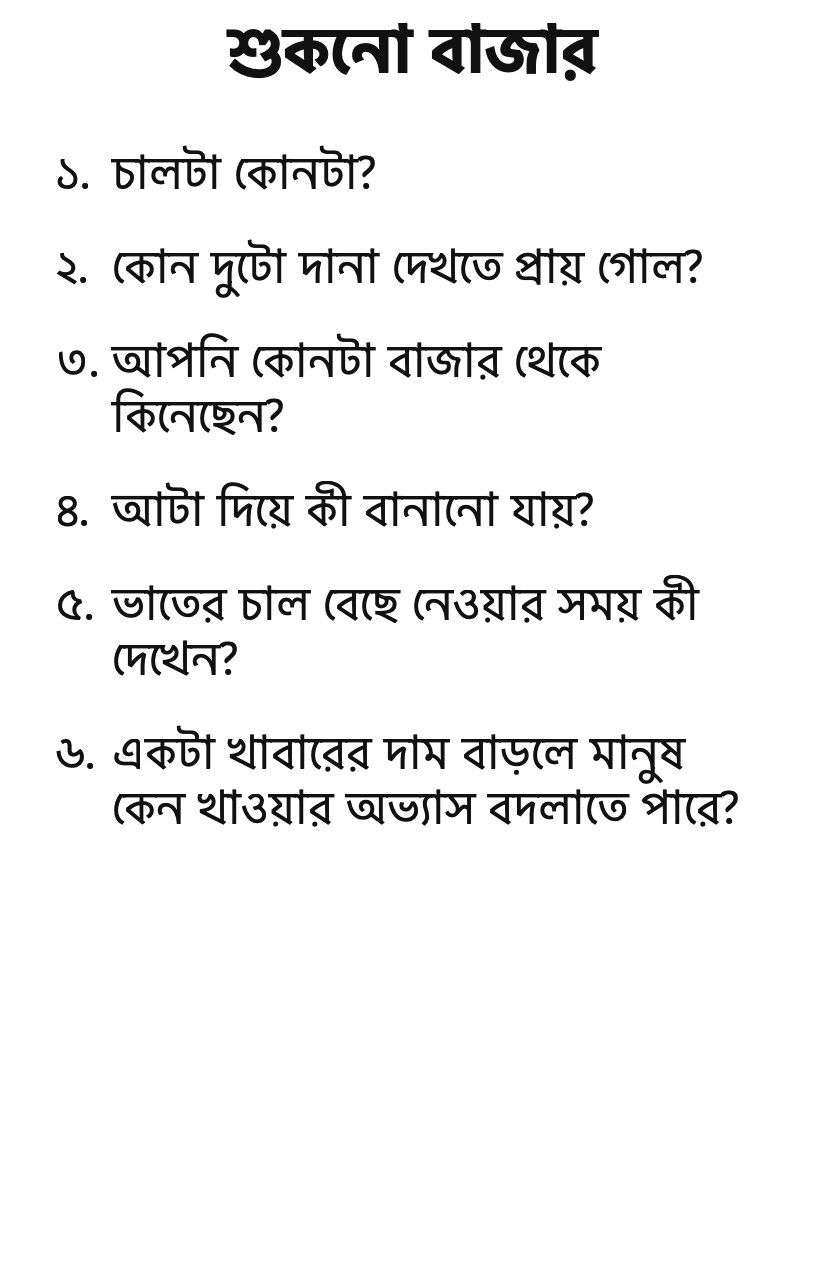 শুকনো বাজার
১. চালটা কোনটা?
২. কোন দুটো দানা দেখতে প্রায় গোল?
৩. আপনি কোনটা বাজার থেকে
কিনেছেন?
৪. আটা দিয়ে কী বানানো যায়?
৫. ভাতের চাল বেছে নেওয়ার সময় কী
দেখেন?
৬. একটা খাবারের দাম বাড়লে মানুষ
কেন খাওয়ার অভ্যাস বদলাতে পারে?